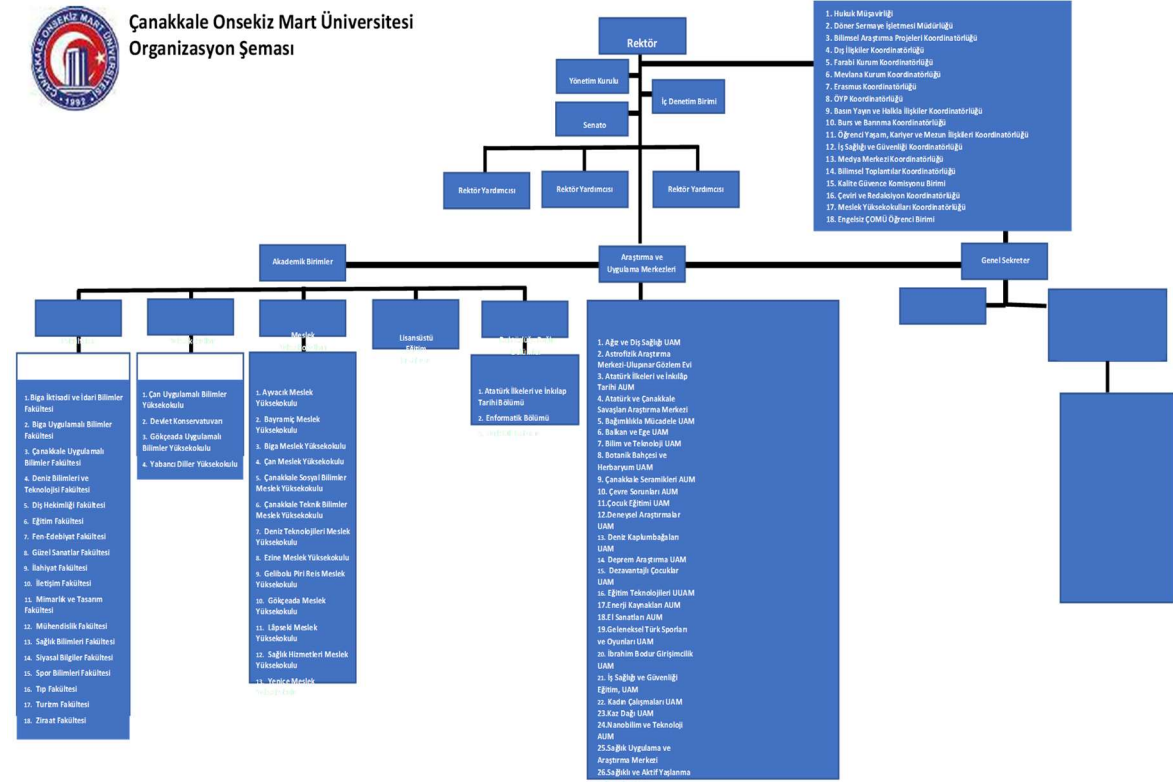 ÇANAKKALE ONSEKİZ MART ÜNİVERSİTESİ
1992
Çanakkale Onsekiz Mart Üniversitesi
Organizasyon Şeması
Rektör
Yönetim Kurulu
İç Denetim Birimi
Senato
Rektör Yardımcısı
Rektör Yardımcısı
Rektör Yardımcısı
1. Hukuk Müşavirliği
2. Döner Sermaye İşletmesi Müdürlüğü
3. Bilimsel Araştırma Projeleri Koordinatörlüğü
4. Dış İlişkiler Koordinatörlüğü
5. Farabi Kurum Koordinatörlüğü
6. Mevlana Kurum Koordinatörlüğü
7. Erasmus Koordinatörlüğü
8. ÖYP Koordinatörlüğü
9. Basın Yayın ve Halkla İlişkiler Koordinatörlüğü
10. Burs ve Barınma Koordinatörlüğü
11. Öğrenci Yaşam, Kariyer ve Mezun İlişkileri Koordinatörlüğü
12. İş Sağlığı ve Güvenliği Koordinatörlüğü
13. Medya Merkezi Koordinatörlüğü
14. Bilimsel Toplantılar Koordinatörlüğü
15. Kalite Güvence Komisyonu Birimi
16. Çeviri ve Redaksiyon Koordinatörlüğü
17. Meslek Yüksekokulları Koordinatörlüğü
18. Engelsiz ÇOMÜ Öğrenci Birimi
Akademik Birimler
Araştırma ve
Uygulama Merkezleri
Genel Sekreter
Meslek
Lisansüstü
Eğitim
1. Biga İktisadi ve İdari Bilimler
Fakültesi
2. Biga Uygulamalı Bilimler
Fakültesi
3. Çanakkale Uygulamalı
Bilimler Fakültesi
4. Deniz Bilimleri ve
Teknolojisi Fakültesi
5. Diş Hekimliği Fakültesi
6. Eğitim Fakültesi
7. Fen-Edebiyat Fakültesi
8. Güzel Sanatlar Fakültesi
9. İlahiyat Fakültesi
10. İletişim Fakültesi
11. Mimarlık ve Tasarım
Fakültesi
12. Mühendislik Fakültesi
13. Sağlık Bilimleri Fakültesi
14. Siyasal Bilgiler Fakültesi
15. Spor Bilimleri Fakültesi
16. Tıp Fakültesi
17. Turizm Fakültesi
18. Ziraat Fakültesi
1. Çan Uygulamalı Bilimler
Yüksekokulu
2. Devlet Konservatuvarı
3. Gökçeada Uygulamalı
Bilimler Yüksekokulu
4. Yabancı Diller Yüksekokulu
1. Ayvacık Meslek
Yüksekokulu
2. Bayramiç Meslek
Yüksekokulu
3. Biga Meslek Yüksekokulu
4. Çan Meslek Yüksekokulu
5. Çanakkale Sosyal Bilimler
Meslek Yüksekokulu
6. Çanakkale Teknik Bilimler
Meslek Yüksekokulu
7. Deniz Teknolojileri Meslek
Yüksekokulu
8. Ezine Meslek Yüksekokulu
9. Gelibolu Piri Reis Meslek
Yüksekokulu
10. Gökçeada Meslek
Yüksekokulu
11. Lâpseki Meslek
Yüksekokulu
12. Sağlık Hizmetleri Meslek
Yüksekokulu
13. Yenice Meslek
1. Atatürk İlkeleri ve İnkılap
Tarihi Bölümü
2. Enformatik Bölümü
1. Ağız ve Diş Sağlığı UAM
2. Astrofizik Araştırma
Merkezi-Ulupınar Gözlem Evi
3. Atatürk İlkeleri ve İnkılâp
Tarihi AUM
4. Atatürk ve Çanakkale
Savaşları Araştırma Merkezi
5. Bağımlılıkla Mücadele UAM
6. Balkan ve Ege UAM
7. Bilim ve Teknoloji UAM
8. Botanik Bahçesi ve
Herbaryum UAM
9. Çanakkale Seramikleri AUM
10. Çevre Sorunları AUM
11.Çocuk Eğitimi UAM
12.Deneysel Araştırmalar
UAM
13. Deniz Kaplumbağaları
UAM
14. Deprem Araştırma UAM
15. Dezavantajlı Çocuklar
UAM
16. Eğitim Teknolojileri UUAM
17.Enerji Kaynakları AUM
18.El Sanatları AUM
19.Geleneksel Türk Sporları
ve Oyunları UAM
20. İbrahim Bodur Girişimcilik
UAM
21. İş Sağlığı ve Güvenliği
Eğitim, UAM
22. Kadın Çalışmaları UAM
23.Kaz Dağı UAM
24.Nanobilim ve Teknoloji
AUM
25.Sağlık Uygulama ve
Araştırma Merkezi
26.Sağlıklı ve Aktif Yaşlanma